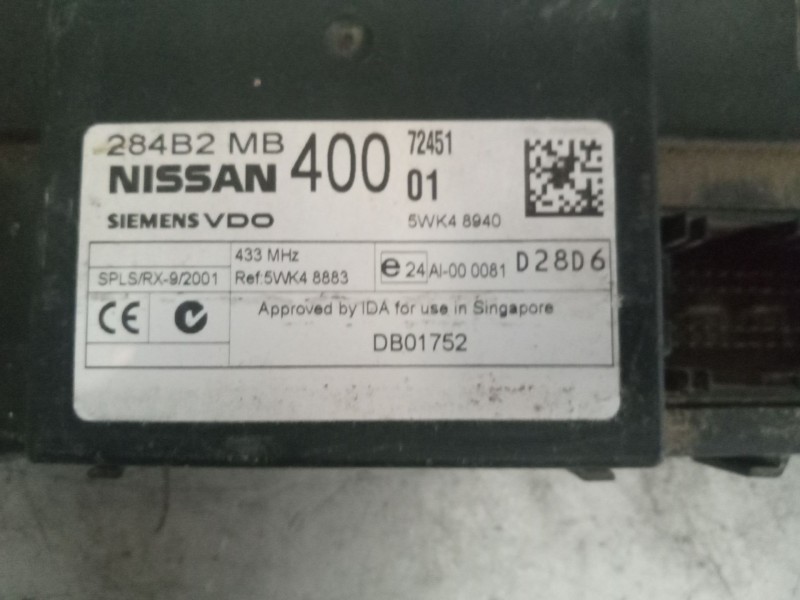 284B2 MB 400 72451
NISSAN 01
SIEMENS VDO 5WK4 8940
433 MHz
SPLS/RX-9/2001 Ref:5WK4 8883 e 24 AI-00 0081 D28D6
CE Approved by IDA for use in Singapore
DB01752